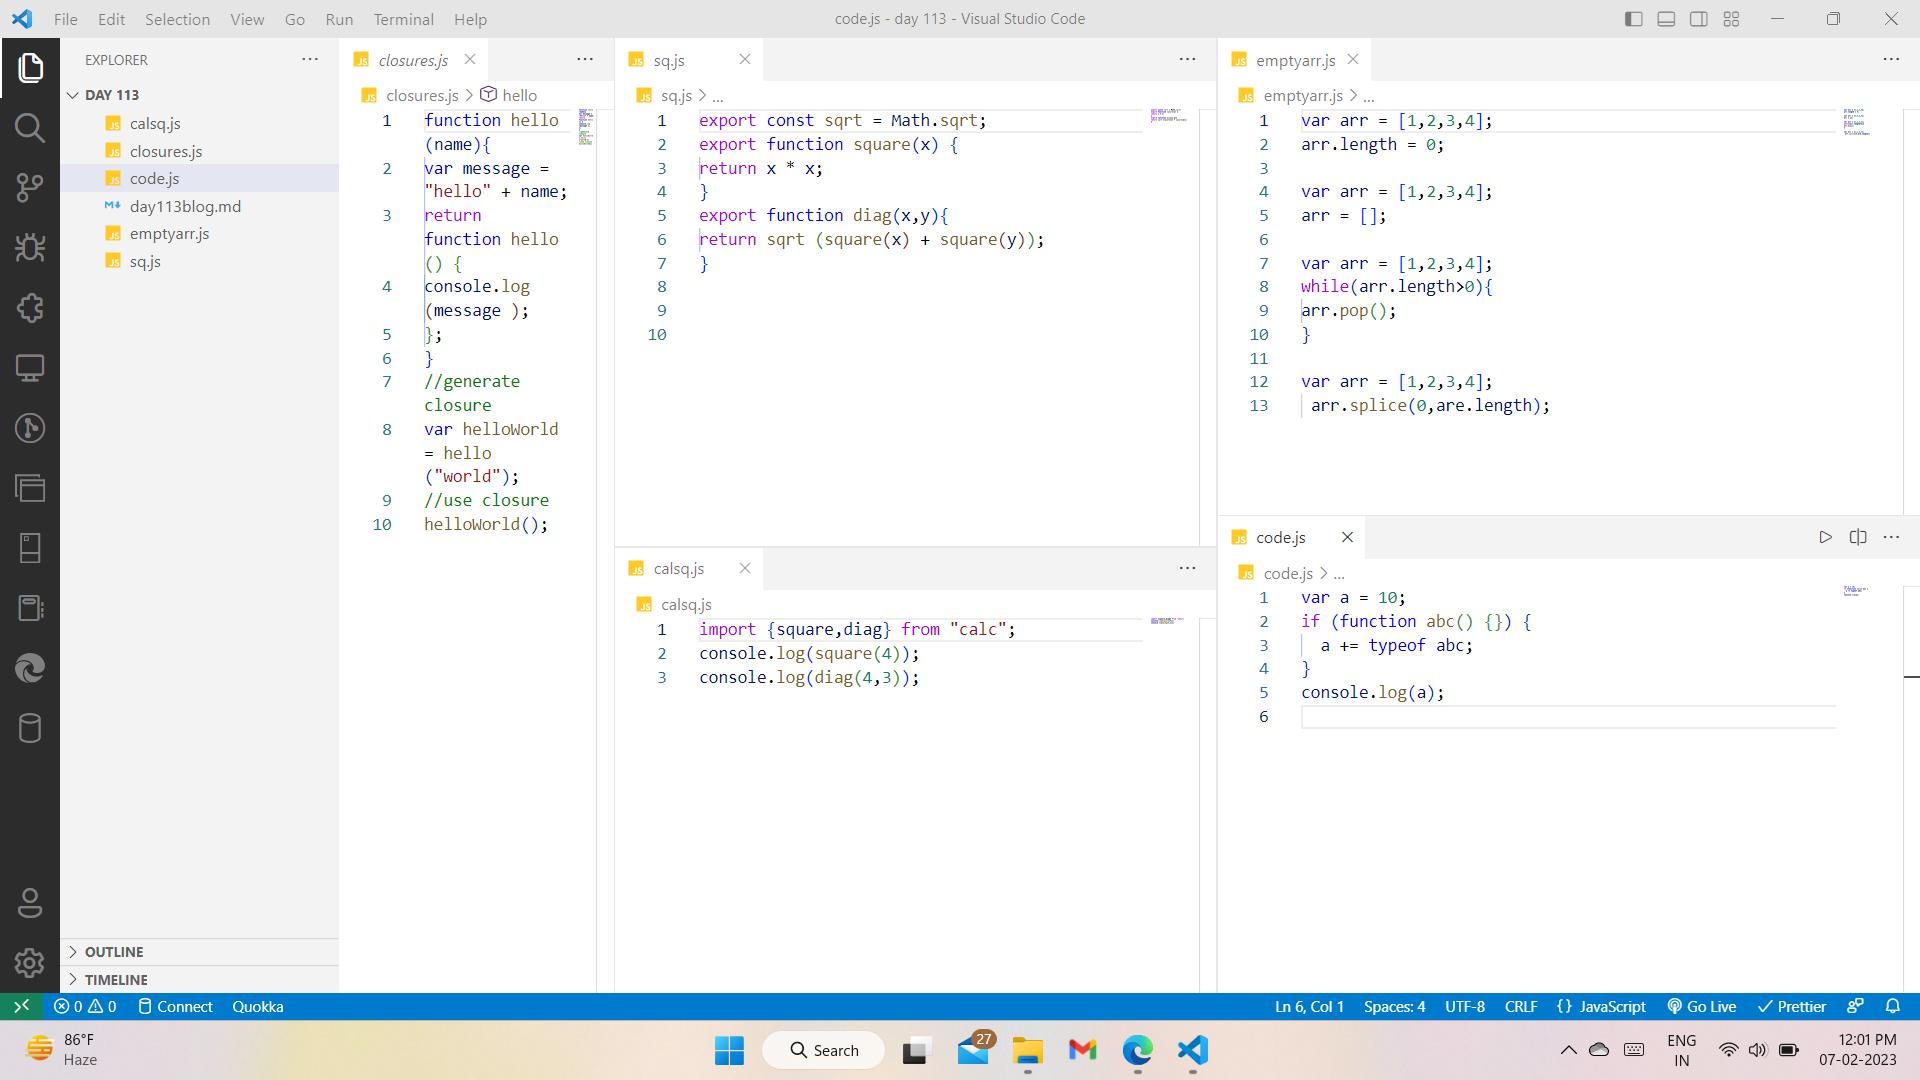 File Edit Selection View Go Run Terminal Help
code.js - day 113 - Visual Studio Code
EXPLORER
DAY 113
calsq.js
closures.js
code.js
day113blog.md
emptyarr.js
sq.js
OUTLINE
TIMELINE
closures.js
closures.js > hello
1 function hello
(name){
2 var message =
"hello" + name;
3 return
function hello
() {
4 console.log
(message );
5 };
6 }
7 //generate
closure
8 var helloWorld
= hello
("world");
9 //use closure
10 helloWorld();
sq.js
sq.js > ...
1 export const sqrt = Math.sqrt;
2 export function square(x) {
3 return x * x;
4 }
5 export function diag(x,y){
6 return sqrt (square(x) + square(y));
7 }
8
9
10
calsq.js
calsq.js
1 import {square,diag} from "calc";
2 console.log(square(4));
3 console.log(diag(4,3));
emptyarr.js
emptyarr.js > ...
1 var arr = [1,2,3,4];
2 arr.length = 0;
3
4 var arr = [1,2,3,4];
5 arr = [];
6
7 var arr = [1,2,3,4];
8 while(arr.length>0){
9 arr.pop();
10 }
11
12 var arr = [1,2,3,4];
13 arr.splice(0,are.length);
code.js
code.js > ...
1 var a = 10;
2 if (function abc() {}) {
3 a += typeof abc;
4 }
5 console.log(a);
6
0 0 Connect Quokka
Ln 6, Col 1 Spaces: 4 UTF-8 CRLF {} JavaScript Go Live Prettier
86°F
Haze
Search
27
ENG
IN
12:01 PM
07-02-2023